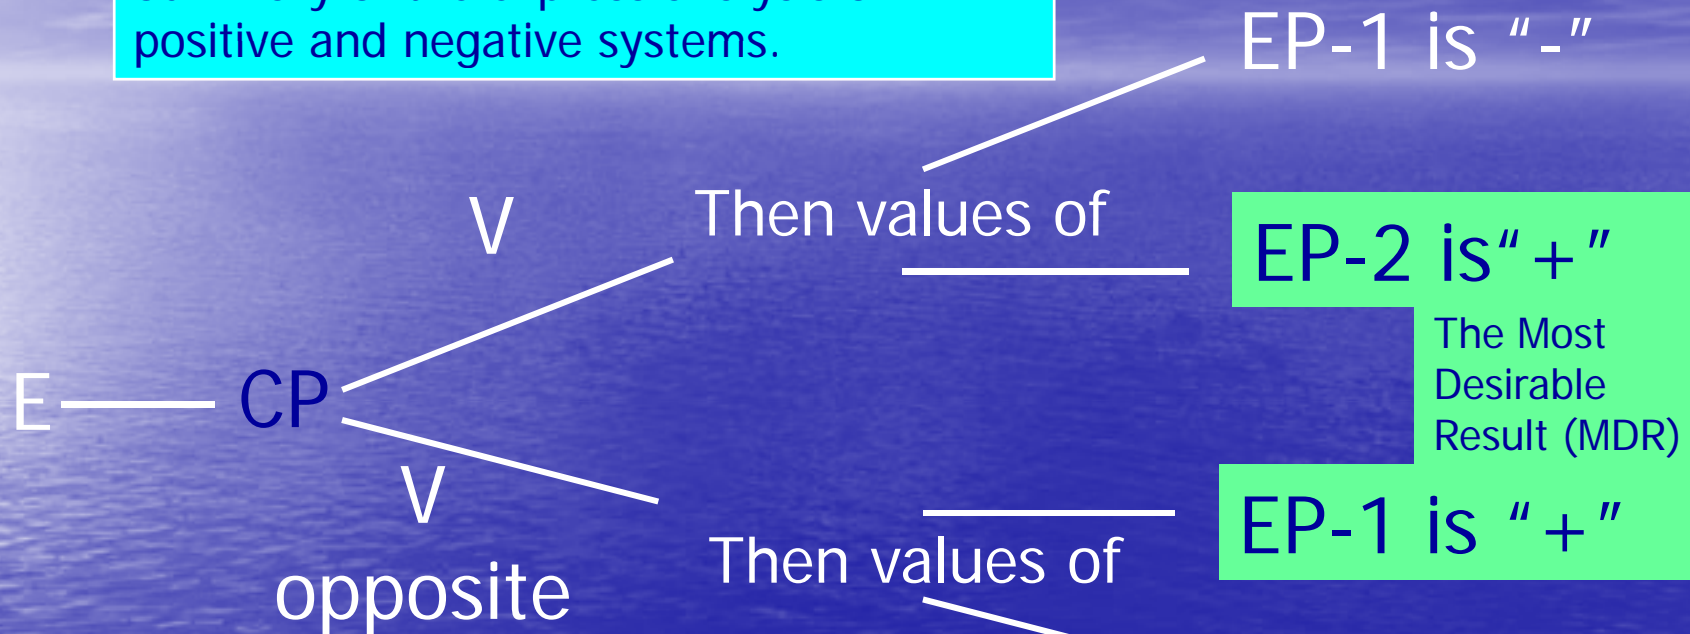 positive and negative systems.
EP-1 is “-”
V
Then values of
EP-2 is“+”
The Most
Desirable
Result (MDR)
E
CP
V
opposite
Then values of
EP-1 is “+”